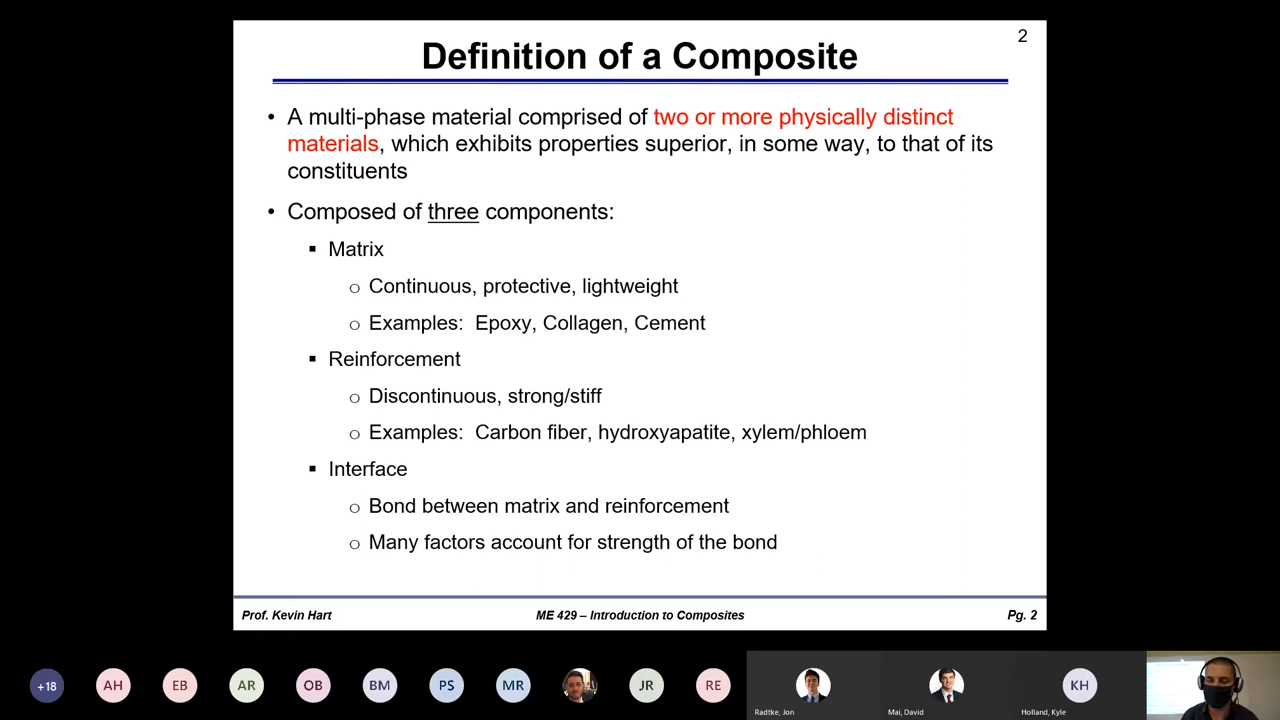 2
Definition of a Composite
• A multi-phase material comprised of two or more physically distinct
materials, which exhibits properties superior, in some way, to that of its
constituents
• Composed of three components:
▪ Matrix
o Continuous, protective, lightweight
o Examples: Epoxy, Collagen, Cement
▪ Reinforcement
o Discontinuous, strong/stiff
o Examples: Carbon fiber, hydroxyapatite, xylem/phloem
▪ Interface
o Bond between matrix and reinforcement
o Many factors account for strength of the bond
Prof. Kevin Hart ME 429 – Introduction to Composites Pg. 2
+18 AH EB AR OB BM PS MR JR RE KH
Radtke, Jon Mai, David Holland, Kyle